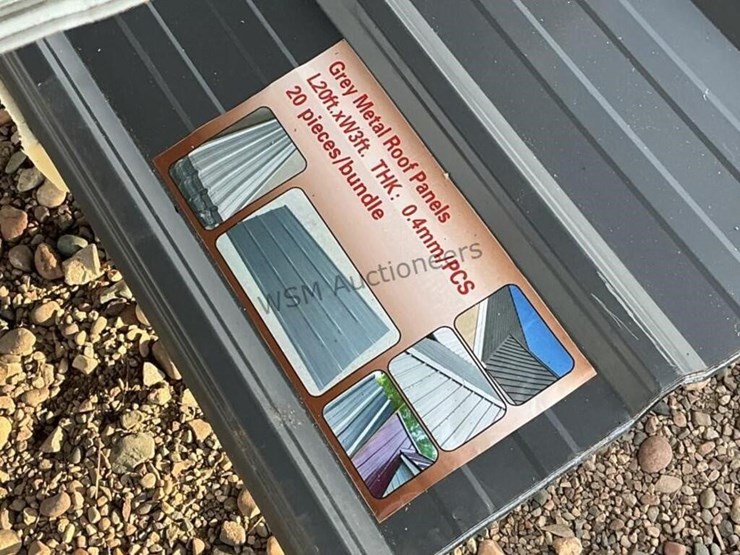 Grey Metal Roof Panels
L20ft.xW3ft. THK: 0.4mm/PCS
20 pieces/bundle
WSM Auctioneers